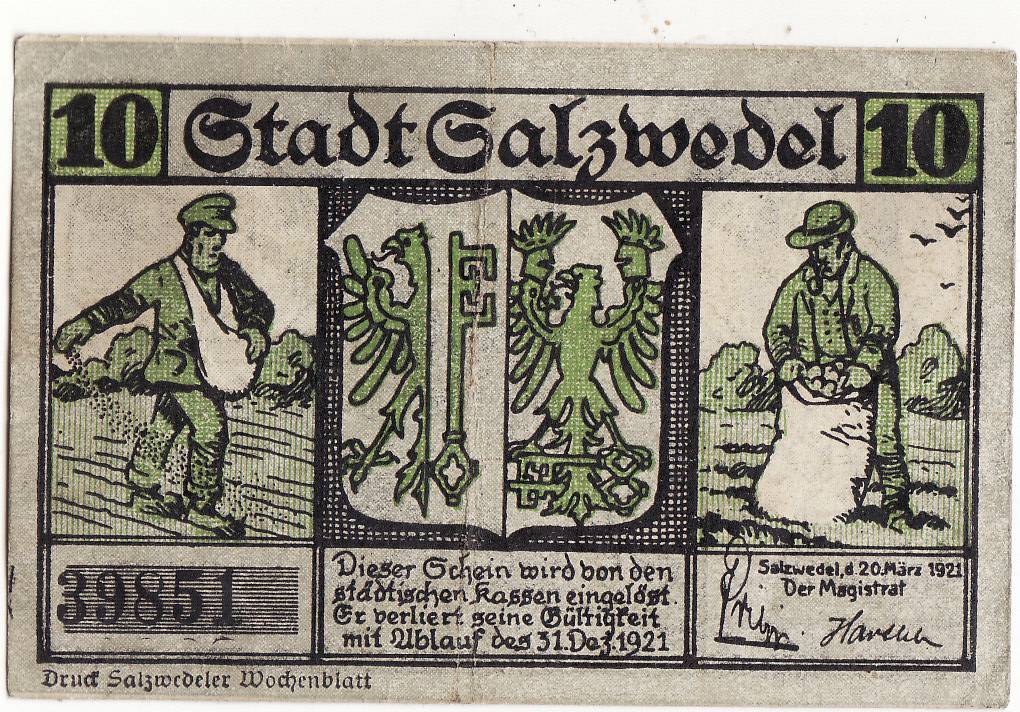 10 Stadt Salzwedel 10
39851
Dieser Schein wird von den
städtischen Kassen eingelöst.
Er verliert seine Gültigkeit
mit Ablauf des 31. Dez. 1921
Salzwedel, d. 20. März 1921
Der Magistrat
Druck Salzwedeler Wochenblatt